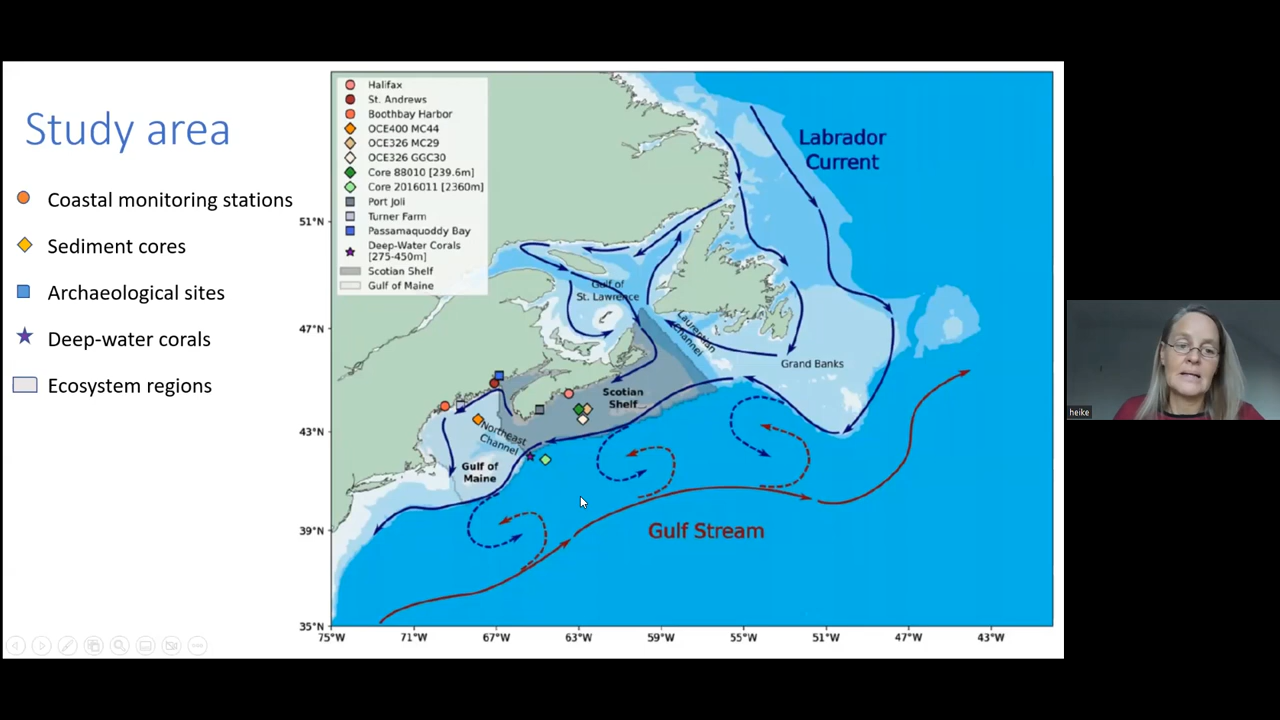 Study area
Coastal monitoring stations
Sediment cores
Archaeological sites
Deep-water corals
Ecosystem regions
Halifax
St. Andrews
Boothbay Harbor
OCE400 MC44
OCE326 MC29
OCE326 GGC30
Core 88010 [239.6m]
Core 2016011 [2360m]
Port Joli
Turner Farm
Passamaquoddy Bay
Deep-Water Corals
[275-450m]
Scotian Shelf
Gulf of Maine
Labrador
Current
Gulf of
St. Lawrence
Laurentian
Channel
Grand Banks
Scotian
Shelf
Northeast
Channel
Gulf of
Maine
Gulf Stream
51°N
47°N
43°N
39°N
35°N
75°W
71°W
67°W
63°W
59°W
55°W
51°W
47°W
43°W
heike